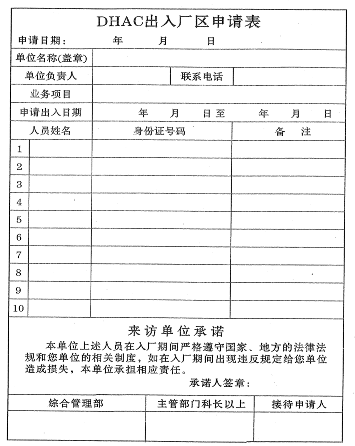 DHAC出入厂区申请表
申请日期： 年 月 日
单位名称(盖章)
单位负责人 联系电话
业务项目
申请出入日期 年 月 日至 年 月 日
人员姓名 身份证号码 备 注
1
2
3
4
5
6
7
8
9
10
来访单位承诺
本单位上述人员在入厂期间严格遵守国家、地方的法律法
规和您单位的相关制度，如在入厂期间出现违反规定给您单位
造成损失，本单位承担相应责任。
承诺人签章：
综合管理部 主管部门科长以上 接待申请人